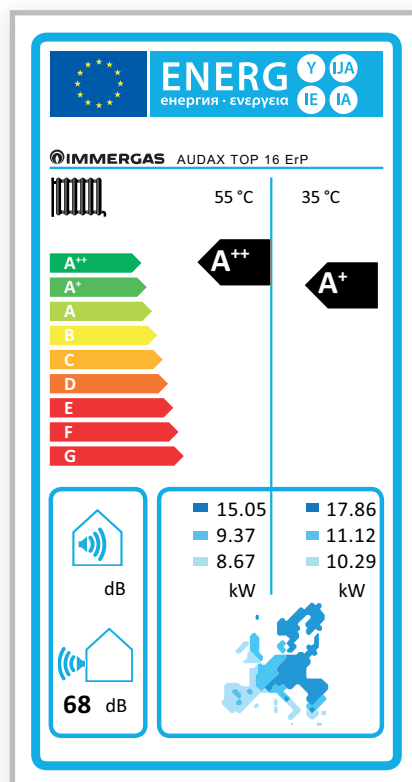 ENERG Y IJA
енергия · ενεργεια IE IA
IMMERGAS AUDAX TOP 16 ErP
55 °C 35 °C
A++ A++
A+ A+
A
B
C
D
E
F
G
15.05 17.86
9.37 11.12
8.67 10.29
dB kW kW
68 dB